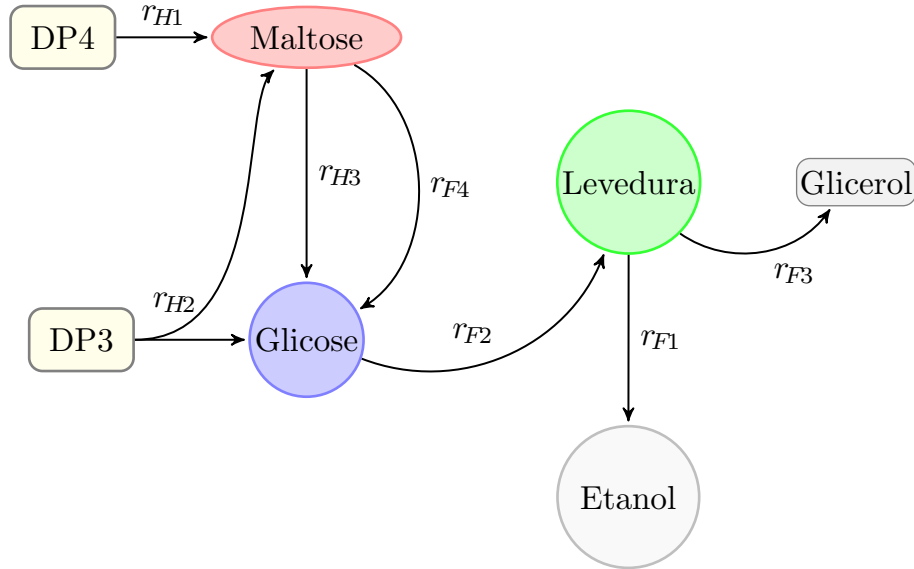 DP4
r_{H1}
Maltose
r_{H3}
r_{F4}
Levedura
Glicerol
r_{H2}
r_{F3}
DP3
Glicose
r_{F2}
r_{F1}
Etanol